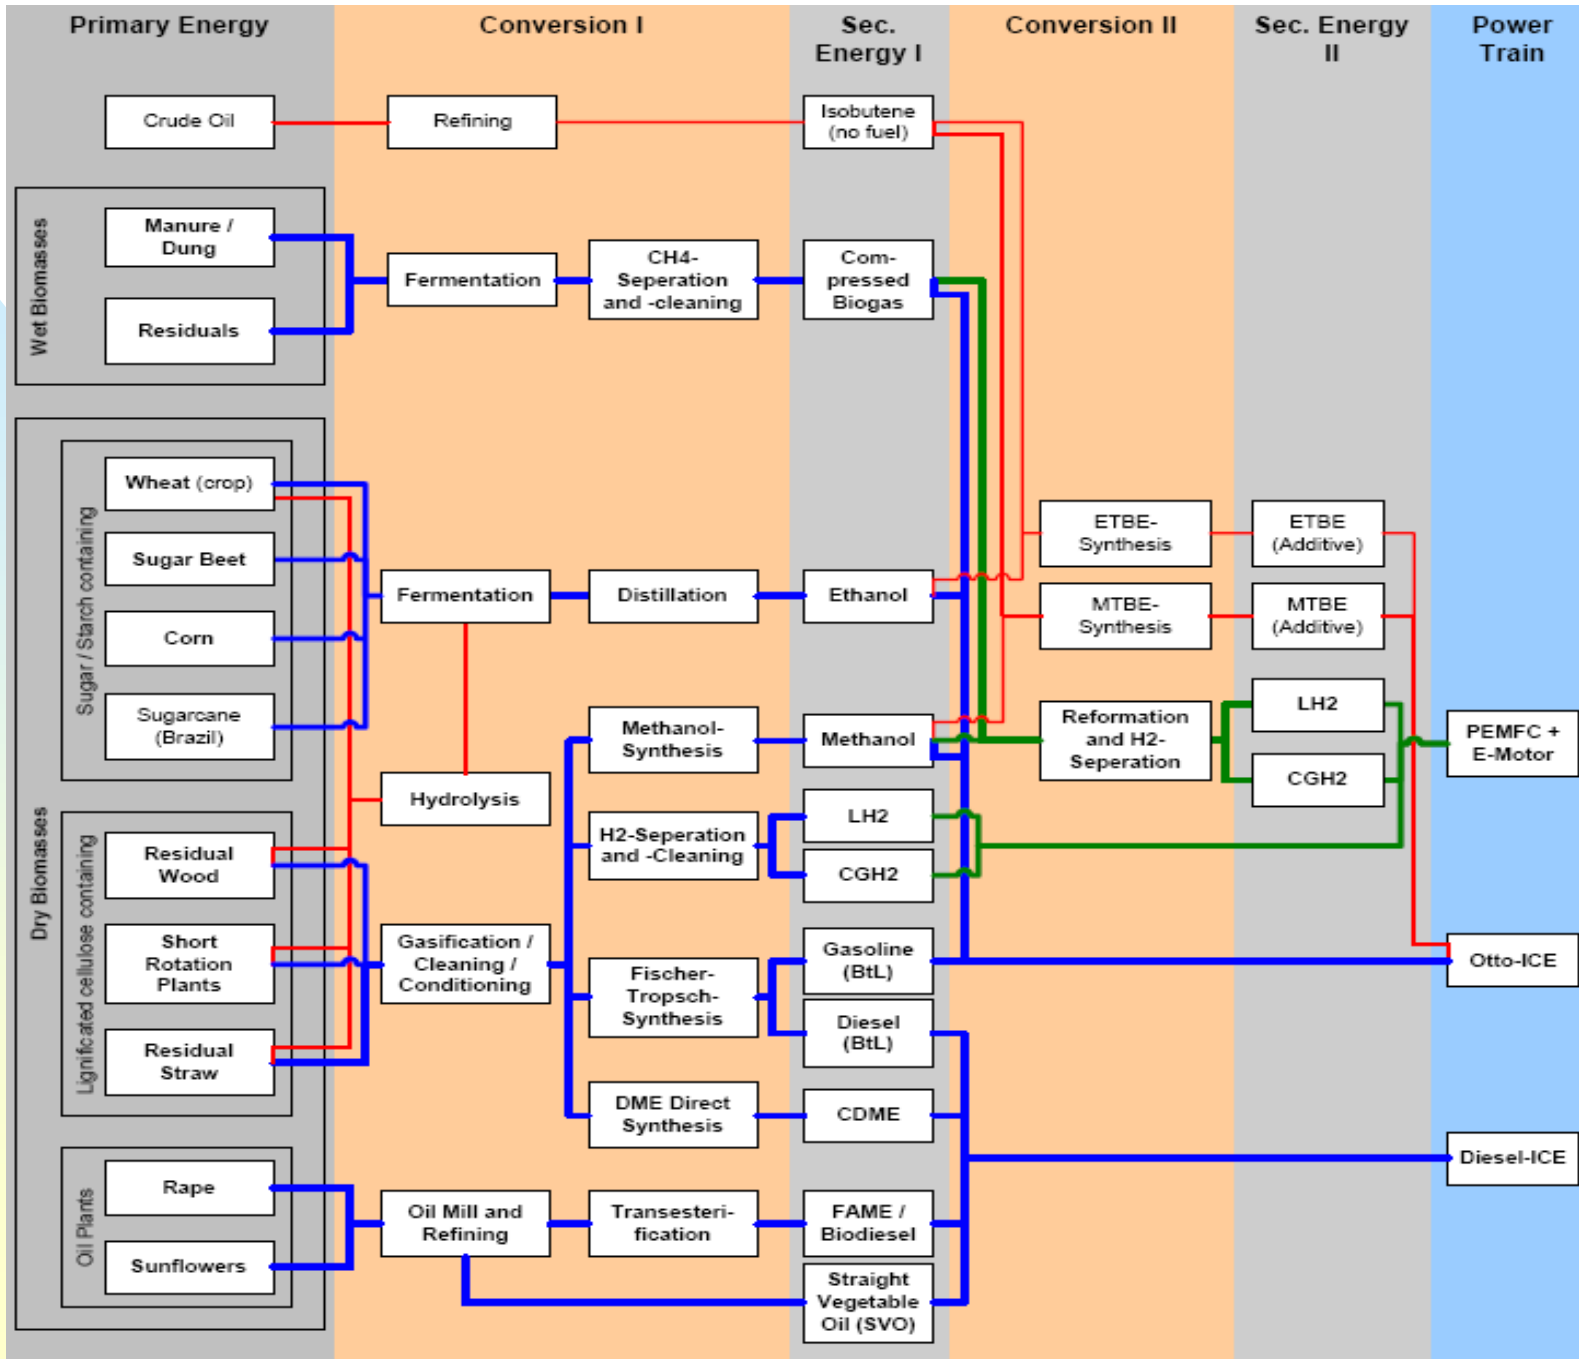 Primary Energy
Conversion I
Sec.
Energy I
Conversion II
Sec. Energy
II
Power
Train
Crude Oil
Refining
Isobutene
(no fuel)
Wet Biomasses
Manure /
Dung
Residuals
Fermentation
CH4-
Seperation
and -cleaning
Com-
pressed
Biogas
Dry Biomasses
Sugar / Starch containing
Wheat (crop)
Sugar Beet
Corn
Sugarcane
(Brazil)
Fermentation
Distillation
Ethanol
ETBE-
Synthesis
ETBE
(Additive)
MTBE-
Synthesis
MTBE
(Additive)
Hydrolysis
Methanol-
Synthesis
Methanol
Reformation
and H2-
Seperation
LH2
CGH2
PEMFC +
E-Motor
Lignificated cellulose containing
Residual
Wood
Short
Rotation
Plants
Residual
Straw
Gasification /
Cleaning /
Conditioning
H2-Seperation
and -Cleaning
LH2
CGH2
Fischer-
Tropsch-
Synthesis
Gasoline
(BtL)
Diesel
(BtL)
Otto-ICE
DME Direct
Synthesis
CDME
Diesel-ICE
Oil Plants
Rape
Sunflowers
Oil Mill and
Refining
Transesteri-
fication
FAME /
Biodiesel
Straight
Vegetable
Oil (SVO)